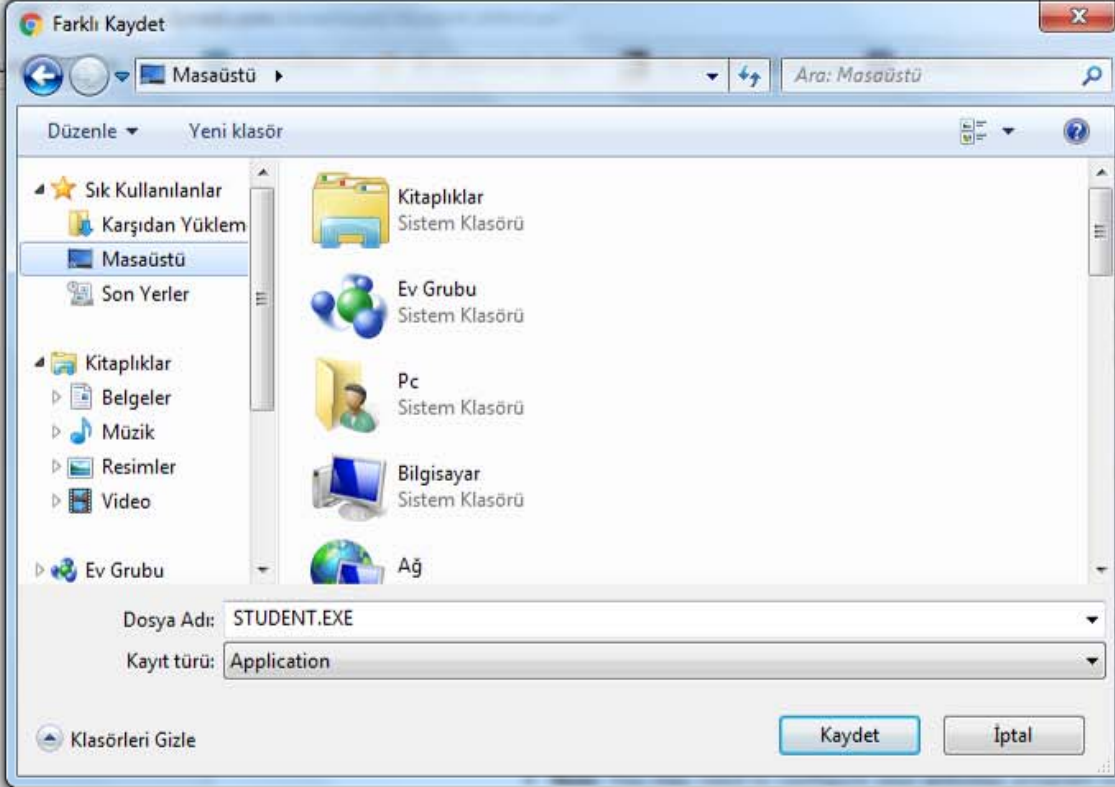 Farklı Kaydet
Masaüstü
Ara: Masaüstü
Düzenle
Yeni klasör
Sık Kullanılanlar
Karşıdan Yüklem
Masaüstü
Son Yerler
Kitaplıklar
Belgeler
Müzik
Resimler
Video
Ev Grubu
Kitaplıklar
Sistem Klasörü
Ev Grubu
Sistem Klasörü
Pc
Sistem Klasörü
Bilgisayar
Sistem Klasörü
Ağ
Dosya Adı: STUDENT.EXE
Kayıt türü: Application
Klasörleri Gizle
Kaydet
İptal